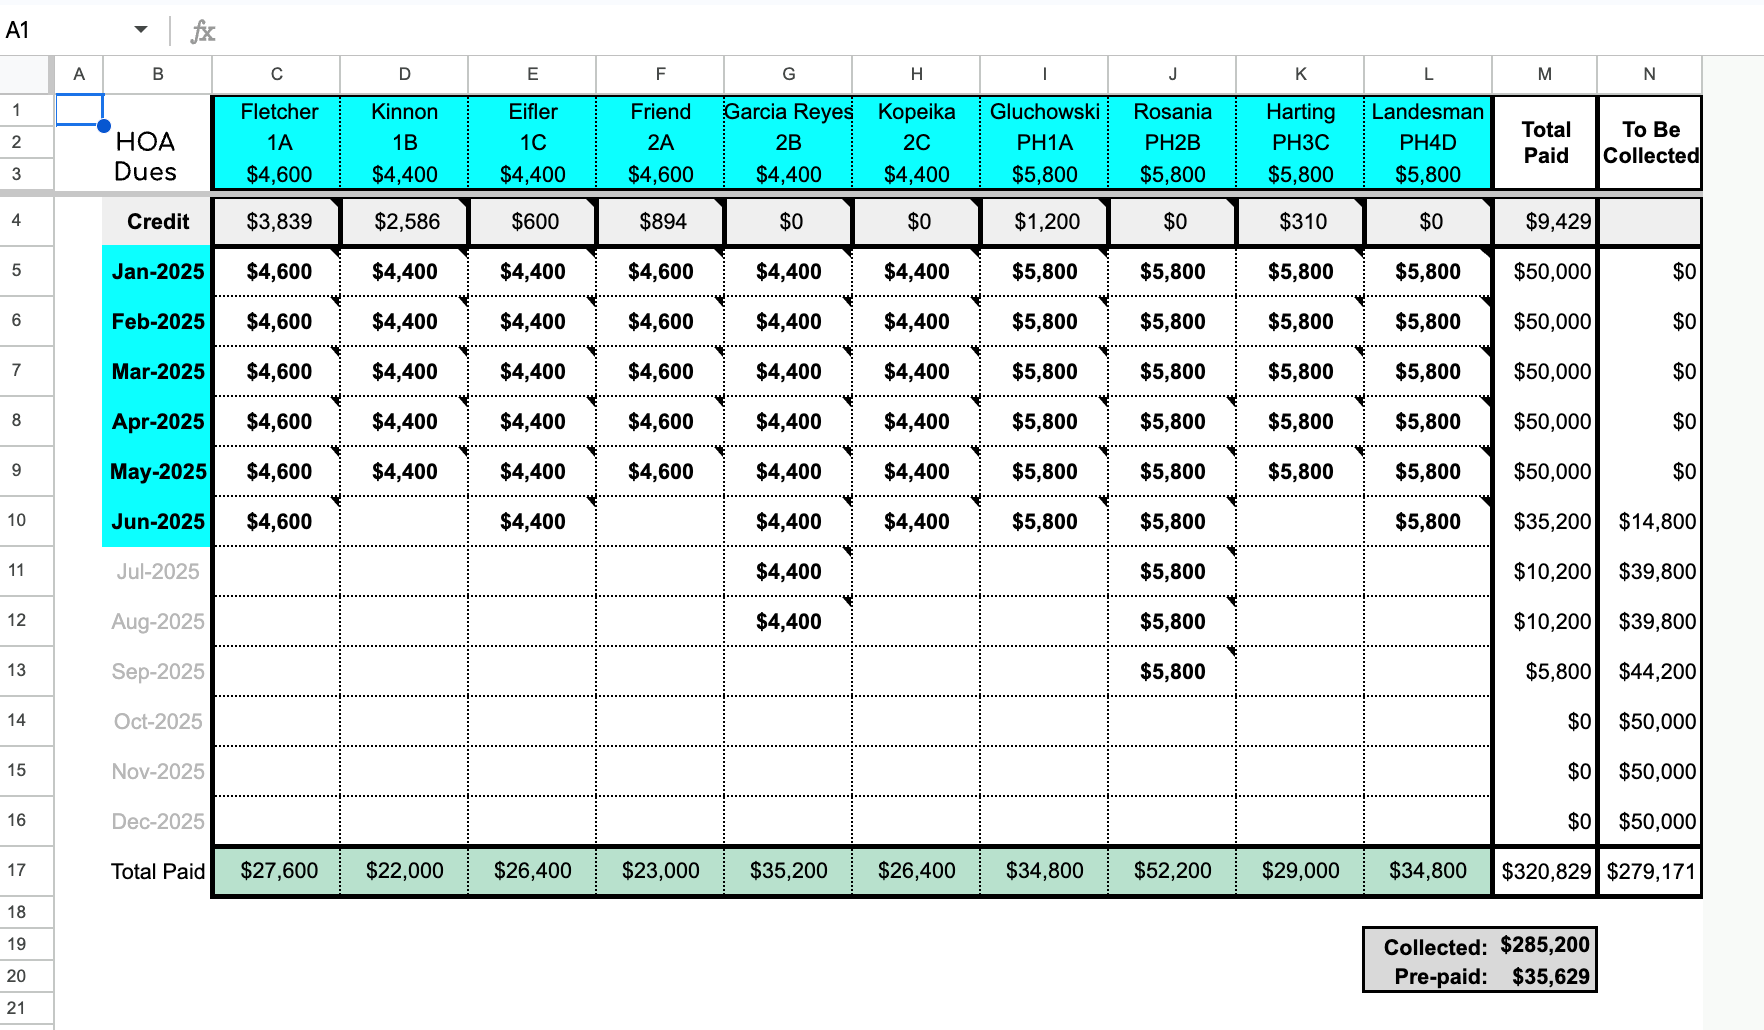 A1 fx
A B C D E F G H I J K L M N
1 Fletcher Kinnon Eifler Friend Garcia Reyes Kopeika Gluchowski Rosania Harting Landesman
2 HOA 1A 1B 1C 2A 2B 2C PH1A PH2B PH3C PH4D Total Paid To Be Collected
3 Dues $4,600 $4,400 $4,400 $4,600 $4,400 $4,400 $5,800 $5,800 $5,800 $5,800
4 Credit $3,839 $2,586 $600 $894 $0 $0 $1,200 $0 $310 $0 $9,429
5 Jan-2025 $4,600 $4,400 $4,400 $4,600 $4,400 $4,400 $5,800 $5,800 $5,800 $5,800 $50,000 $0
6 Feb-2025 $4,600 $4,400 $4,400 $4,600 $4,400 $4,400 $5,800 $5,800 $5,800 $5,800 $50,000 $0
7 Mar-2025 $4,600 $4,400 $4,400 $4,600 $4,400 $4,400 $5,800 $5,800 $5,800 $5,800 $50,000 $0
8 Apr-2025 $4,600 $4,400 $4,400 $4,600 $4,400 $4,400 $5,800 $5,800 $5,800 $5,800 $50,000 $0
9 May-2025 $4,600 $4,400 $4,400 $4,600 $4,400 $4,400 $5,800 $5,800 $5,800 $5,800 $50,000 $0
10 Jun-2025 $4,600 $4,400 $4,400 $4,400 $5,800 $5,800 $5,800 $35,200 $14,800
11 Jul-2025 $4,400 $5,800 $10,200 $39,800
12 Aug-2025 $4,400 $5,800 $10,200 $39,800
13 Sep-2025 $5,800 $5,800 $44,200
14 Oct-2025 $0 $50,000
15 Nov-2025 $0 $50,000
16 Dec-2025 $0 $50,000
17 Total Paid $27,600 $22,000 $26,400 $23,000 $35,200 $26,400 $34,800 $52,200 $29,000 $34,800 $320,829 $279,171
18
19 Collected: $285,200
20 Pre-paid: $35,629
21